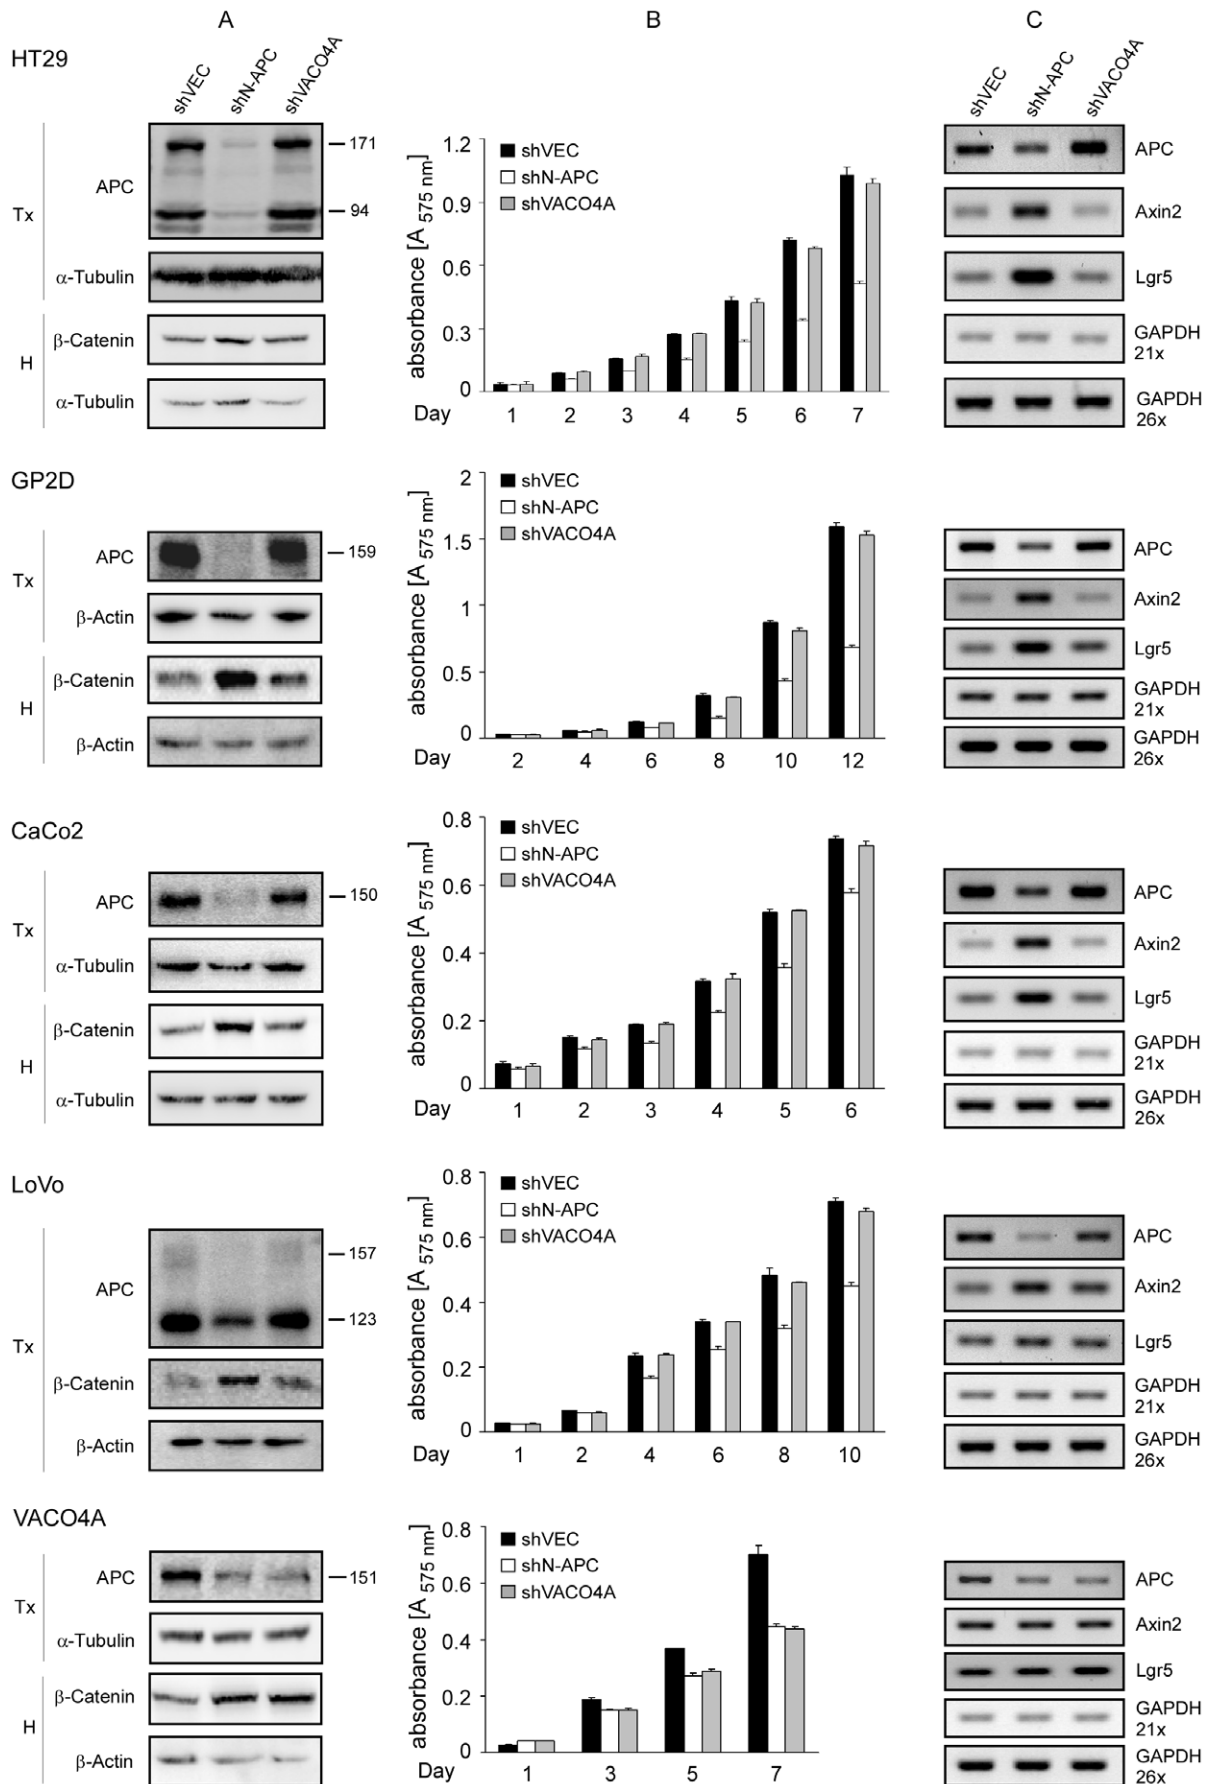 A B C
HT29
shVEC shN-APC shVACO4A
Tx
APC
171
94
α-Tubulin
H
β-Catenin
α-Tubulin
absorbance [A 575 nm]
shVEC
shN-APC
shVACO4A
1.2
0.9
0.6
0.3
0
Day 1 2 3 4 5 6 7
shVEC shN-APC shVACO4A
APC
Axin2
Lgr5
GAPDH
21x
GAPDH
26x
GP2D
Tx
APC
159
β-Actin
H
β-Catenin
β-Actin
absorbance [A 575 nm]
shVEC
shN-APC
shVACO4A
2
1.5
1
0.5
0
Day 2 4 6 8 10 12
APC
Axin2
Lgr5
GAPDH
21x
GAPDH
26x
CaCo2
Tx
APC
150
α-Tubulin
H
β-Catenin
α-Tubulin
absorbance [A 575 nm]
shVEC
shN-APC
shVACO4A
0.8
0.6
0.4
0.2
0
Day 1 2 3 4 5 6
APC
Axin2
Lgr5
GAPDH
21x
GAPDH
26x
LoVo
Tx
APC
157
123
β-Catenin
β-Actin
absorbance [A 575 nm]
shVEC
shN-APC
shVACO4A
0.8
0.6
0.4
0.2
0
Day 1 2 4 6 8 10
APC
Axin2
Lgr5
GAPDH
21x
GAPDH
26x
VACO4A
Tx
APC
151
α-Tubulin
H
β-Catenin
β-Actin
absorbance [A 575 nm]
shVEC
shN-APC
shVACO4A
0.8
0.6
0.4
0.2
0
Day 1 3 5 7
APC
Axin2
Lgr5
GAPDH
21x
GAPDH
26x